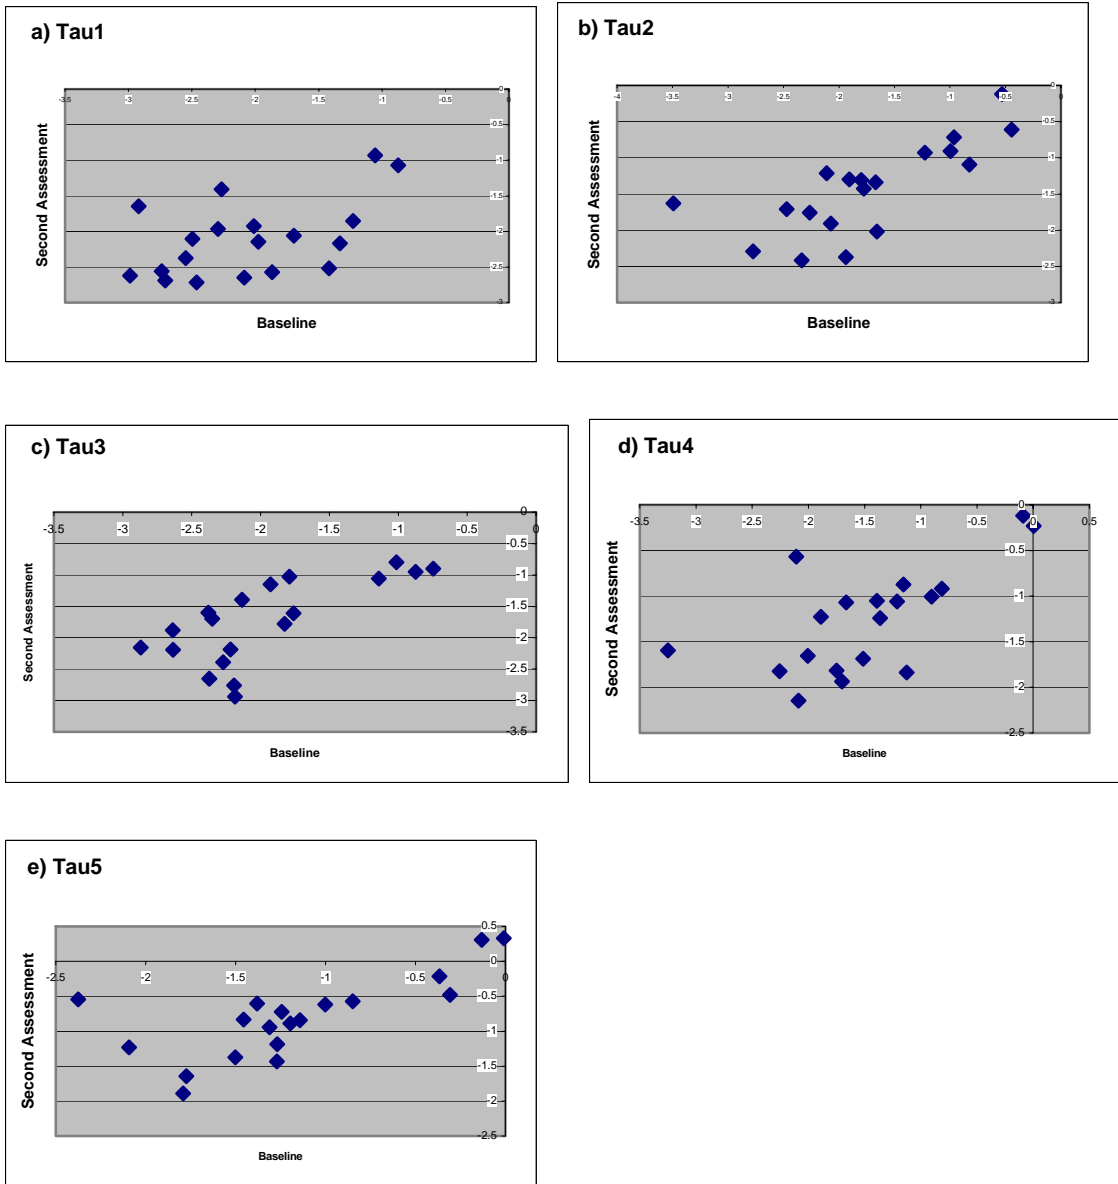 a) Tau1
0
-3.5 -3 -2.5 -2 -1.5 -1 -0.5 0
-0.5
-1
-1.5
-2
-2.5
-3
Second Assessment
Baseline
b) Tau2
0
-4 -3.5 -3 -2.5 -2 -1.5 -1 -0.5 0
-0.5
-1
-1.5
-2
-2.5
-3
Second Assessment
Baseline
c) Tau3
0
-3.5 -3 -2.5 -2 -1.5 -1 -0.5 0
-0.5
-1
-1.5
-2
-2.5
-3
-3.5
Second Assessment
Baseline
d) Tau4
0
-3.5 -3 -2.5 -2 -1.5 -1 -0.5 0 0.5
-0.5
-1
-1.5
-2
-2.5
Second Assessment
Baseline
e) Tau5
0.5
0
-2.5 -2 -1.5 -1 -0.5 0
-0.5
-1
-1.5
-2
-2.5
Second Assessment
Baseline